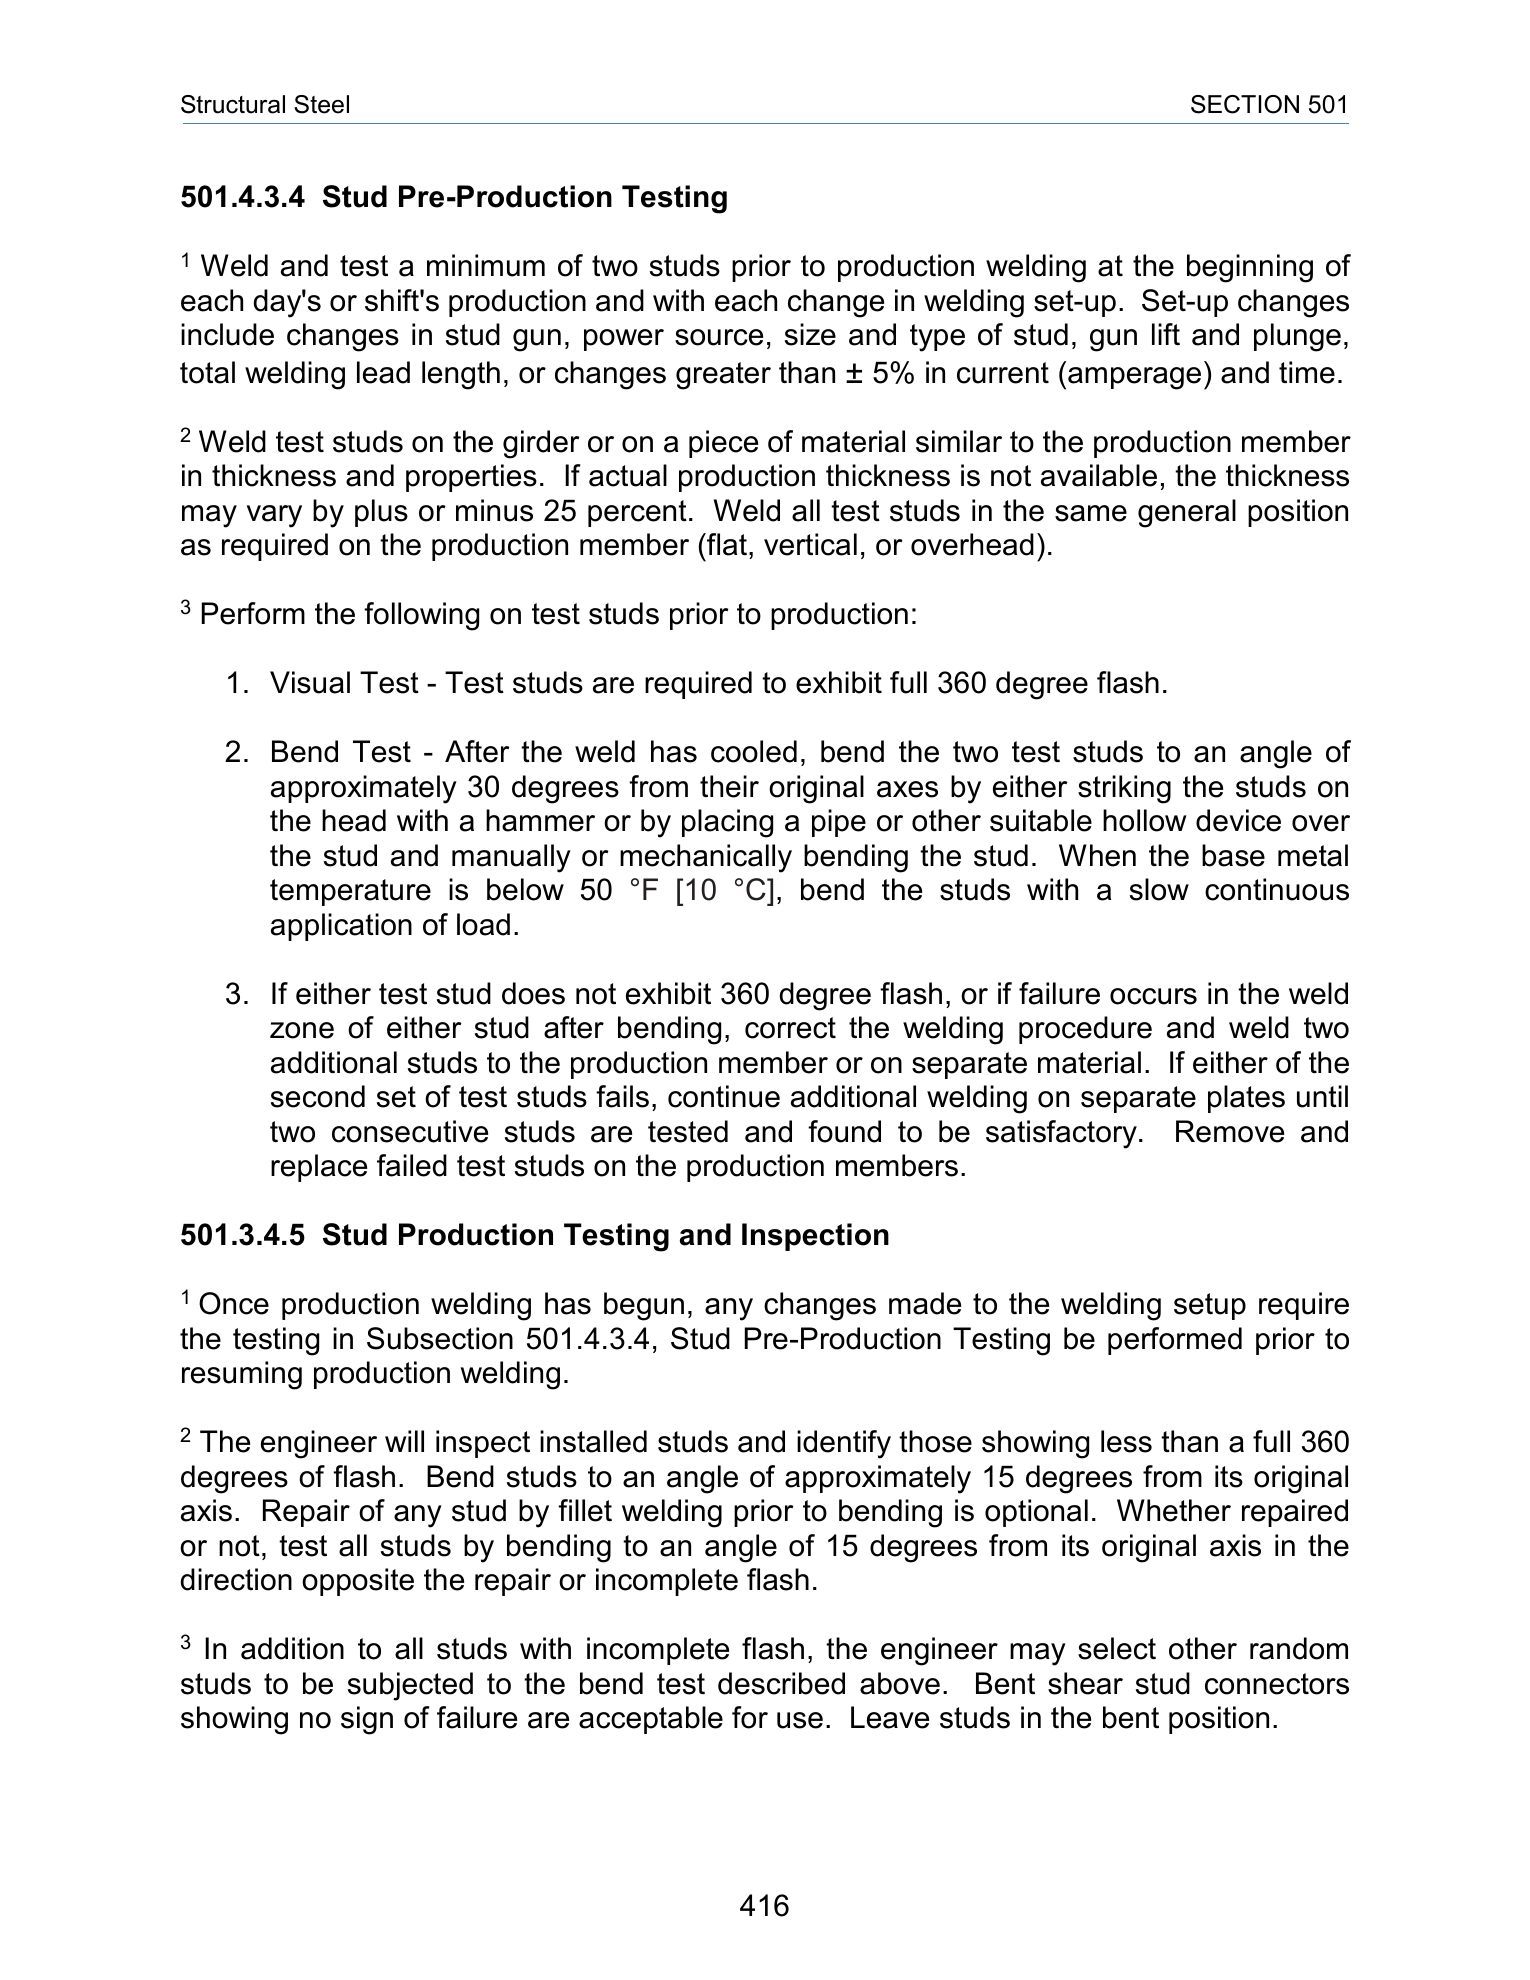 Structural Steel SECTION 501
501.4.3.4 Stud Pre-Production Testing
1 Weld and test a minimum of two studs prior to production welding at the beginning of
each day's or shift's production and with each change in welding set-up. Set-up changes
include changes in stud gun, power source, size and type of stud, gun lift and plunge,
total welding lead length, or changes greater than ± 5% in current (amperage) and time.
2 Weld test studs on the girder or on a piece of material similar to the production member
in thickness and properties. If actual production thickness is not available, the thickness
may vary by plus or minus 25 percent. Weld all test studs in the same general position
as required on the production member (flat, vertical, or overhead).
3 Perform the following on test studs prior to production:
1. Visual Test - Test studs are required to exhibit full 360 degree flash.
2. Bend Test - After the weld has cooled, bend the two test studs to an angle of
approximately 30 degrees from their original axes by either striking the studs on
the head with a hammer or by placing a pipe or other suitable hollow device over
the stud and manually or mechanically bending the stud. When the base metal
temperature is below 50 °F [10 °C], bend the studs with a slow continuous
application of load.
3. If either test stud does not exhibit 360 degree flash, or if failure occurs in the weld
zone of either stud after bending, correct the welding procedure and weld two
additional studs to the production member or on separate material. If either of the
second set of test studs fails, continue additional welding on separate plates until
two consecutive studs are tested and found to be satisfactory. Remove and
replace failed test studs on the production members.
501.3.4.5 Stud Production Testing and Inspection
1 Once production welding has begun, any changes made to the welding setup require
the testing in Subsection 501.4.3.4, Stud Pre-Production Testing be performed prior to
resuming production welding.
2 The engineer will inspect installed studs and identify those showing less than a full 360
degrees of flash. Bend studs to an angle of approximately 15 degrees from its original
axis. Repair of any stud by fillet welding prior to bending is optional. Whether repaired
or not, test all studs by bending to an angle of 15 degrees from its original axis in the
direction opposite the repair or incomplete flash.
3 In addition to all studs with incomplete flash, the engineer may select other random
studs to be subjected to the bend test described above. Bent shear stud connectors
showing no sign of failure are acceptable for use. Leave studs in the bent position.
416